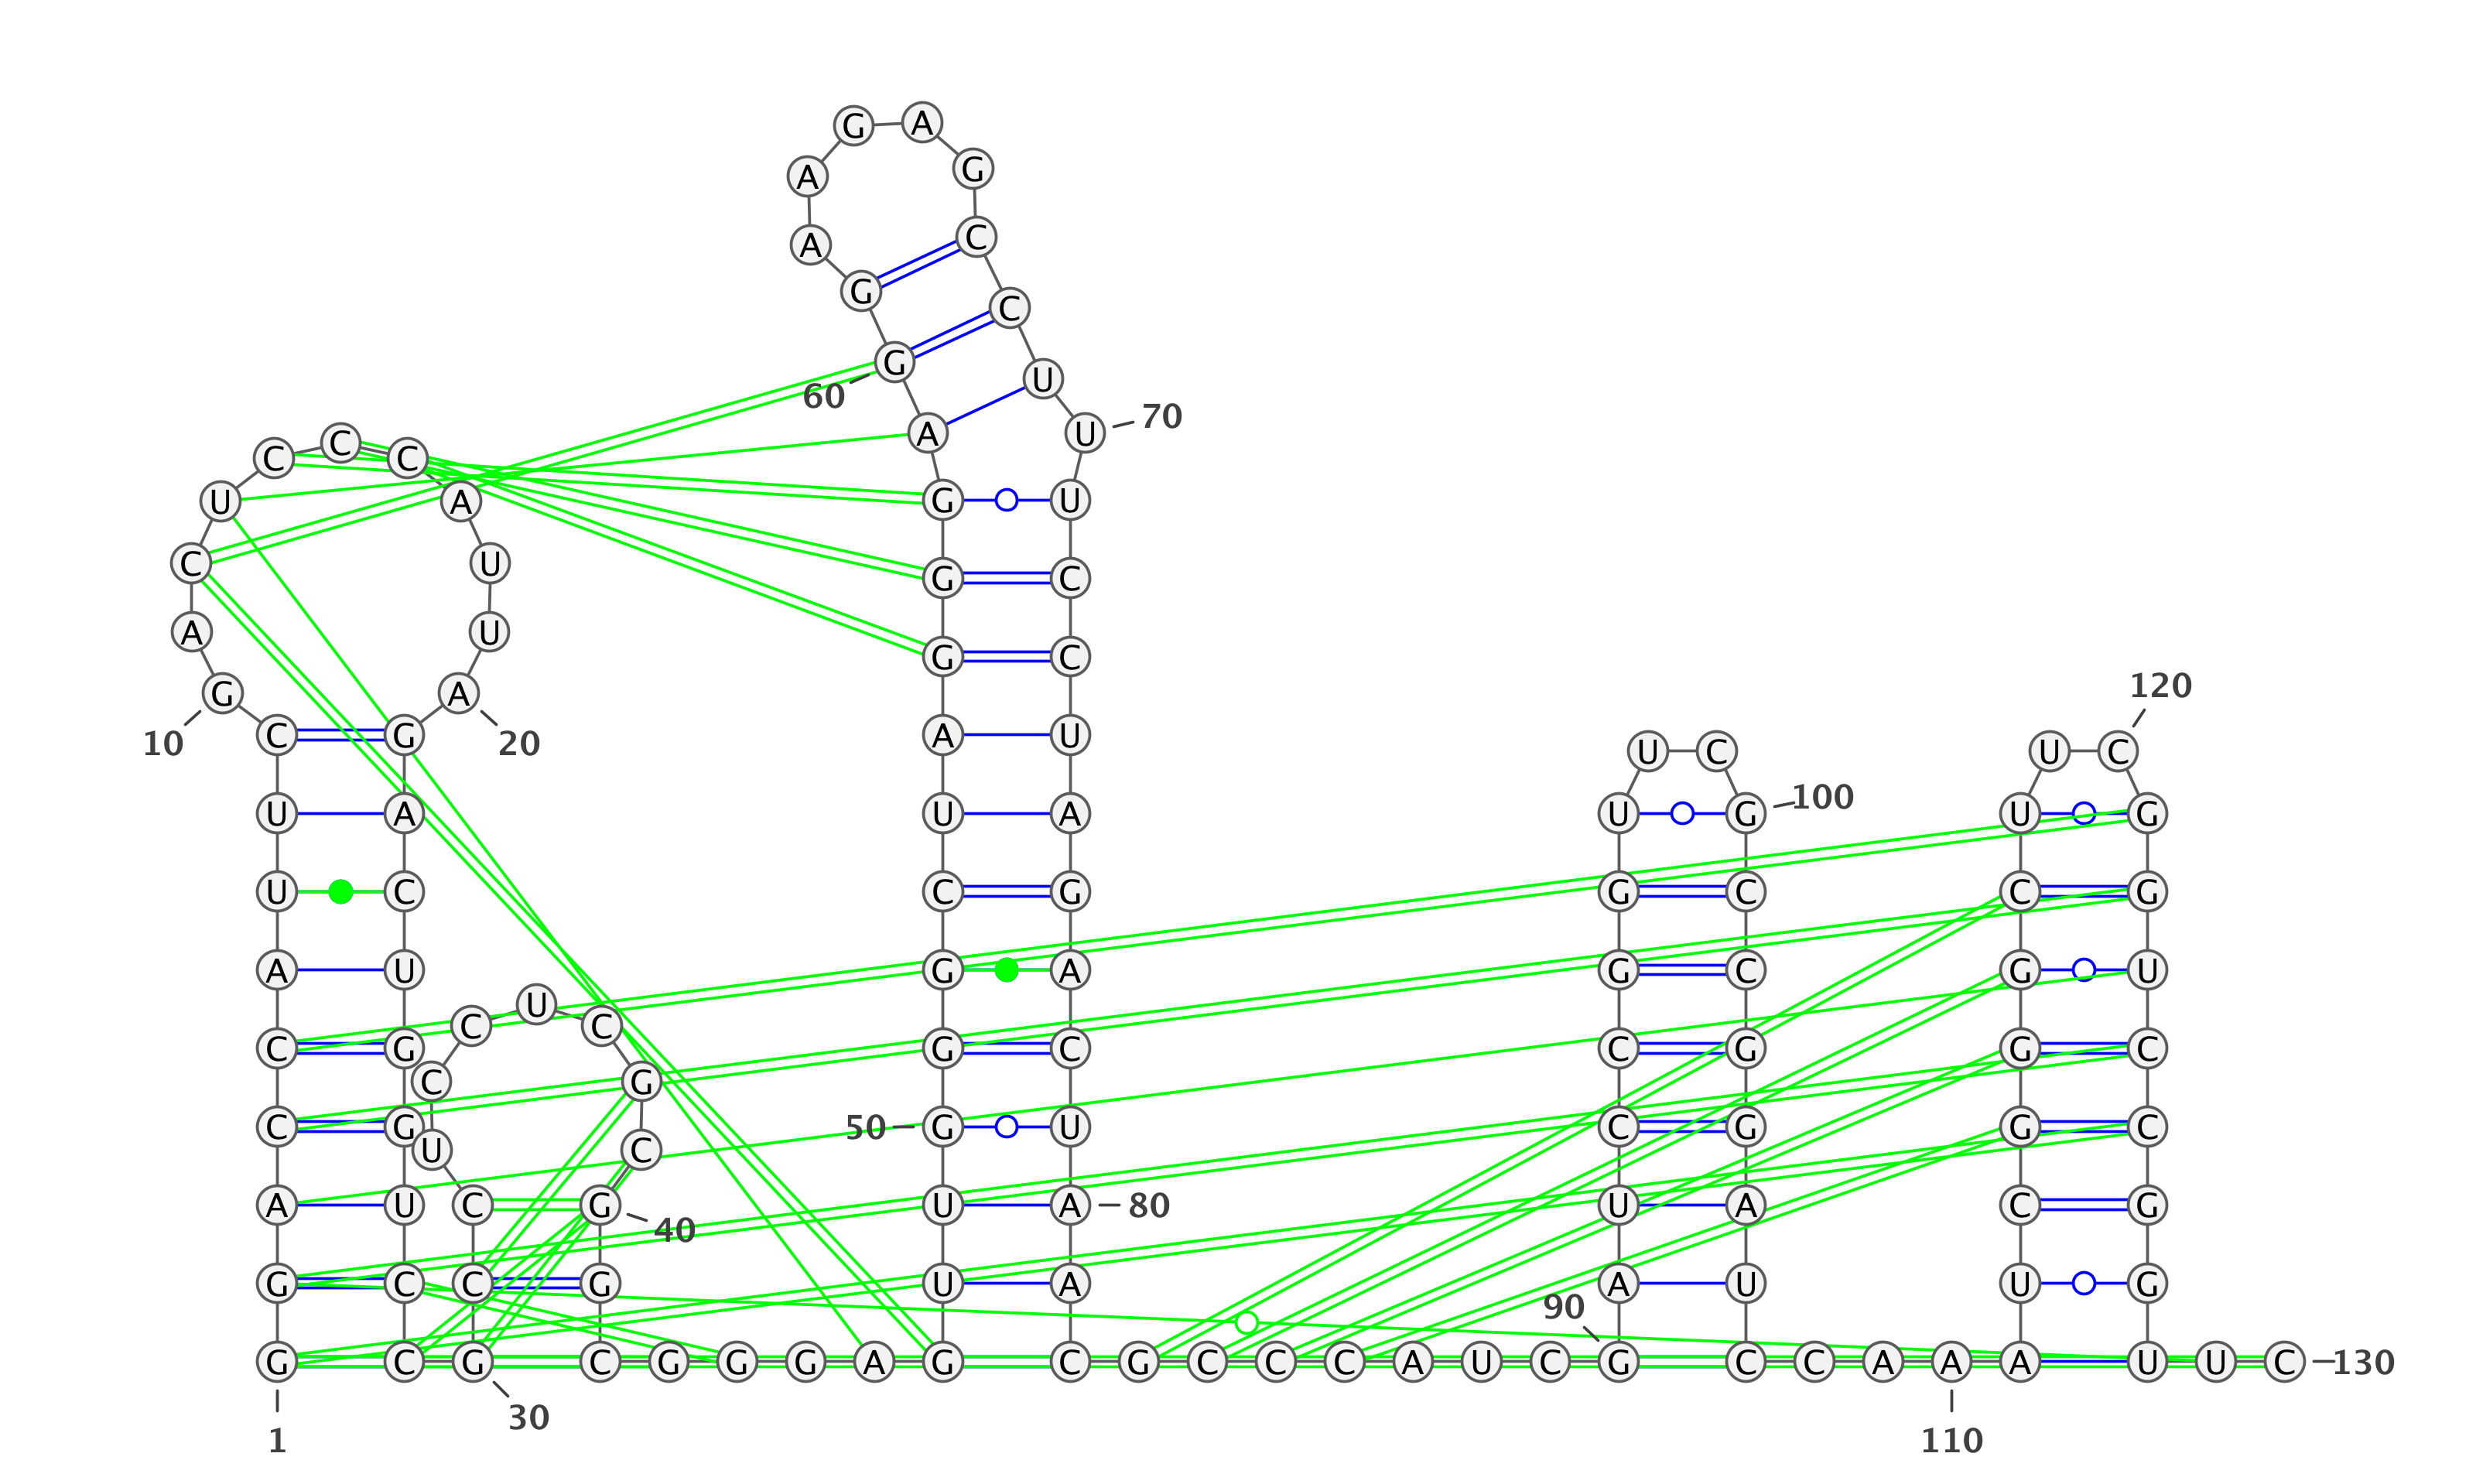 G A
A G
A C
G C
G U
60 70
A U
C C C
U A G U
C U
G C
A U
G C
120
G A
C G A U
10 20
U C U C
100
U A U A U G U G
U C C G G C C G
A U G A G C G U
U
C C
C G G C C G G C
C G
C G 50 G U C G G C
U C
A U C G U A 80 U A C G
40
G C C G U A A U U G
90
G C G C G G G A G C G C C C A U C G C C A A A U U C 130
30
1 110